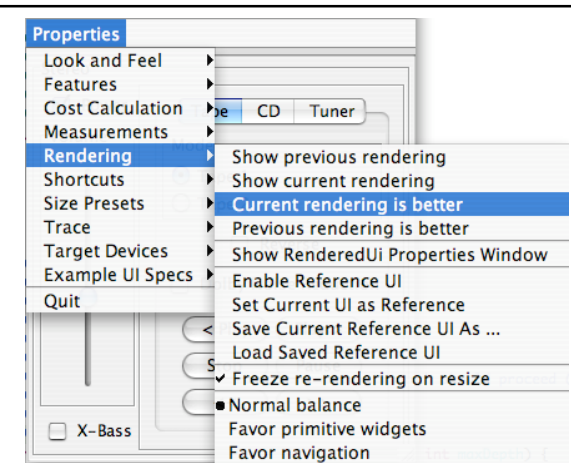 Properties
Look and Feel
Features
Cost Calculation
Measurements
Rendering
Shortcuts
Size Presets
Trace
Target Devices
Example UI Specs
Quit
CD
Tuner
Show previous rendering
Show current rendering
Current rendering is better
Previous rendering is better
Show RenderedUi Properties Window
Enable Reference UI
Set Current UI as Reference
Save Current Reference UI As ...
Load Saved Reference UI
Freeze re-rendering on resize
Normal balance
Favor primitive widgets
Favor navigation
X-Bass